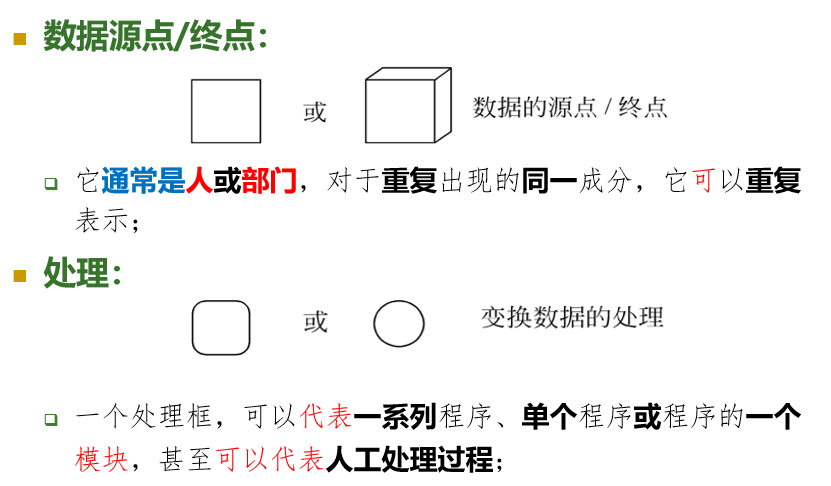 数据源点/终点：
或
数据的源点 / 终点
它通常是人或部门，对于重复出现的同一成分，它可以重复
表示；
处理：
或
变换数据的处理
一个处理框，可以代表一系列程序、单个程序或程序的一个
模块，甚至可以代表人工处理过程；